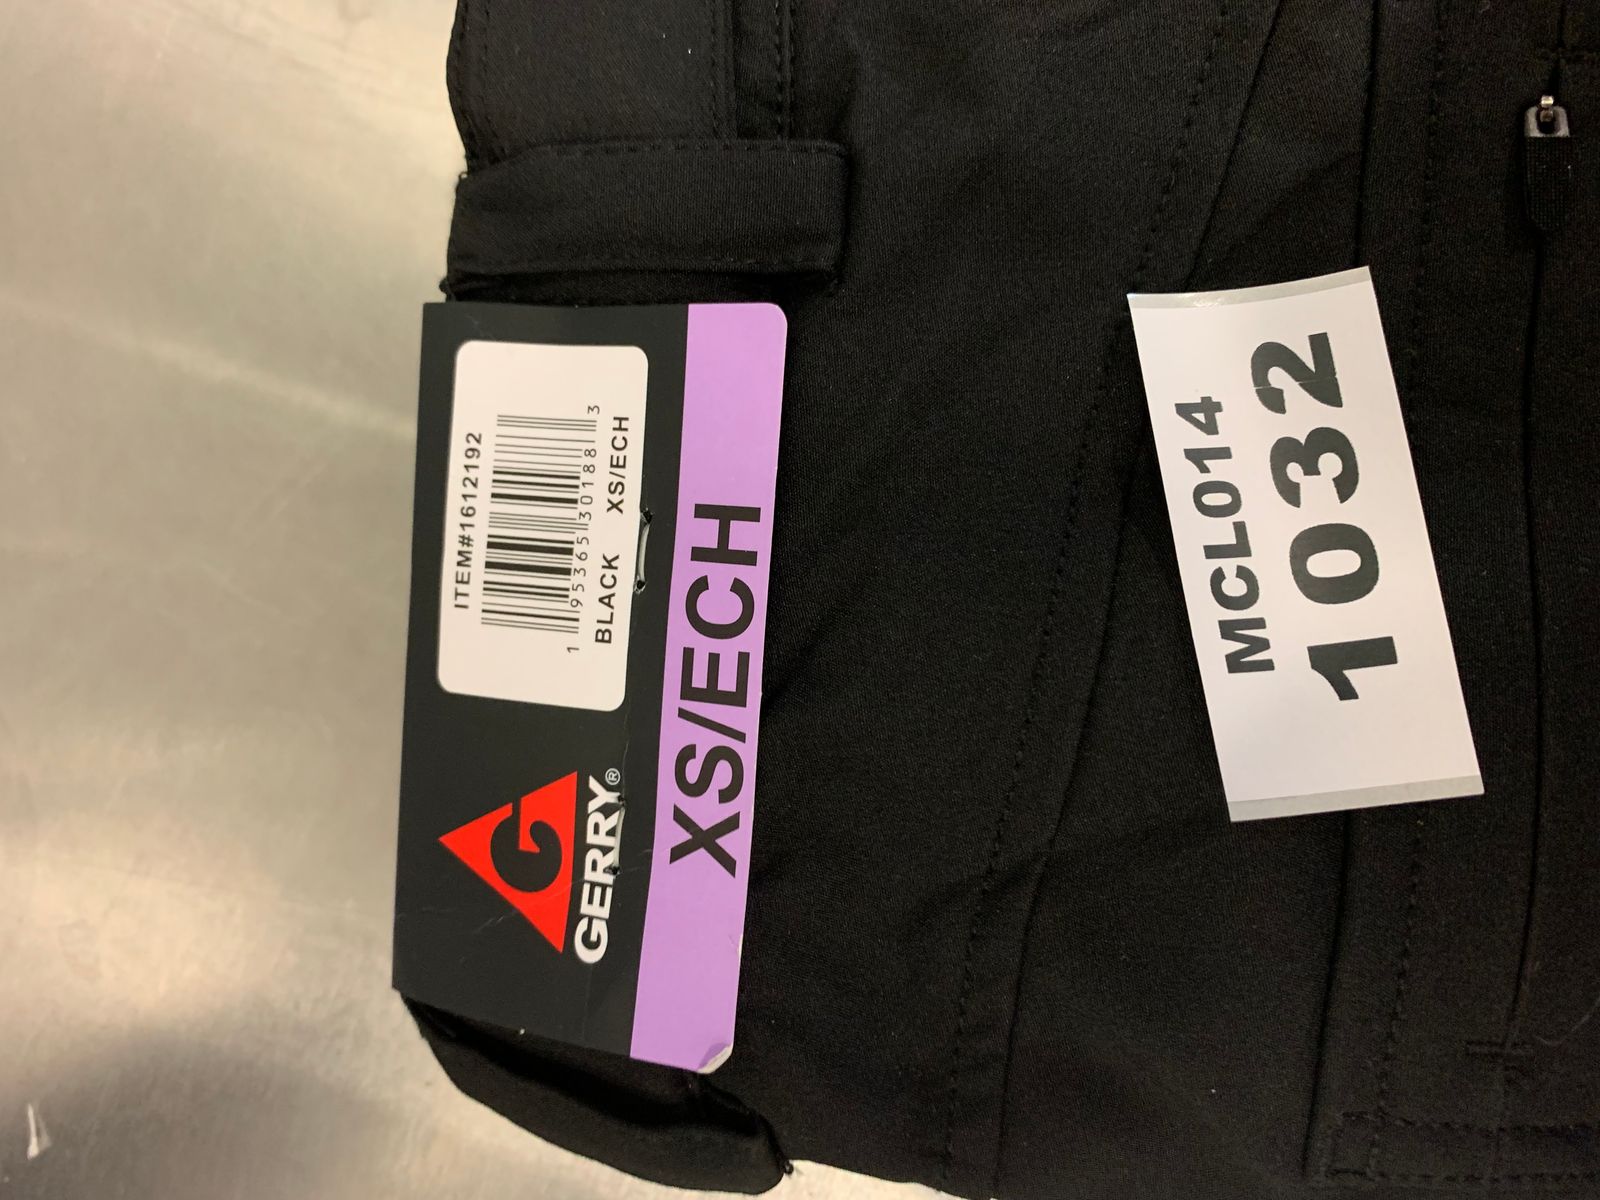 ITEM#1612192
1 95365 30188 3
BLACK XS/ECH
G
GERRY®
XS/ECH
MCL014
1032